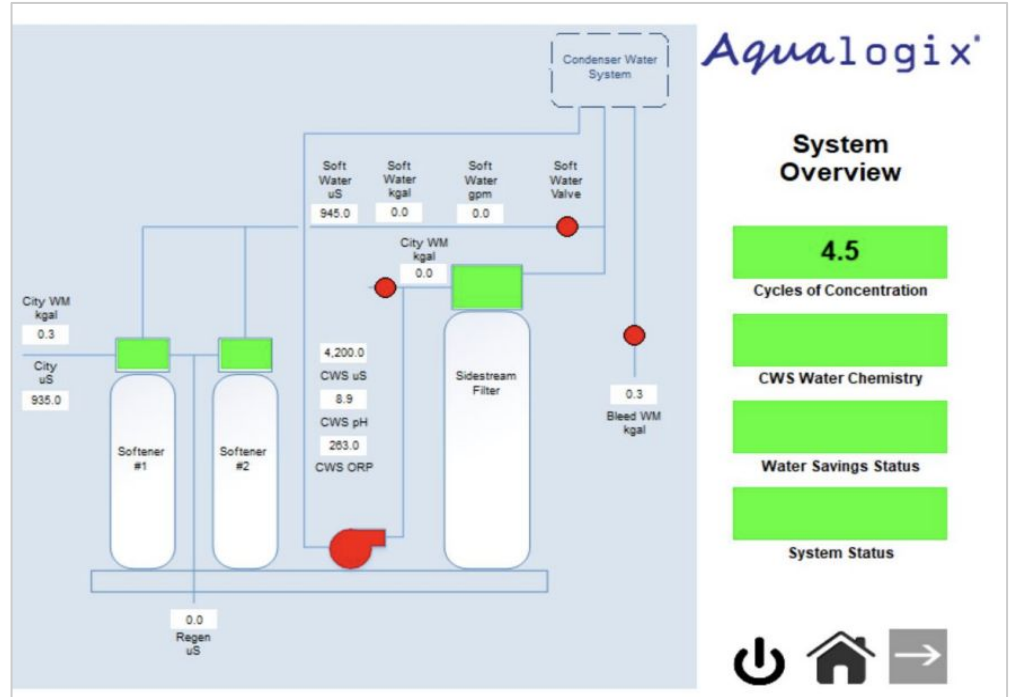 Aqualogix
Condenser Water
System
System
Overview
Soft
Water
uS
945.0
Soft
Water
kgal
0.0
Soft
Water
gpm
0.0
Soft
Water
Valve
4.5
Cycles of Concentration
City WM
kgal
0.0
City WM
kgal
0.3
City
uS
935.0
4,200.0
CWS uS
8.9
CWS pH
263.0
CWS ORP
Sidestream
Filter
0.3
Bleed WM
kgal
CWS Water Chemistry
Softener
#1
Softener
#2
Water Savings Status
System Status
0.0
Regen
uS